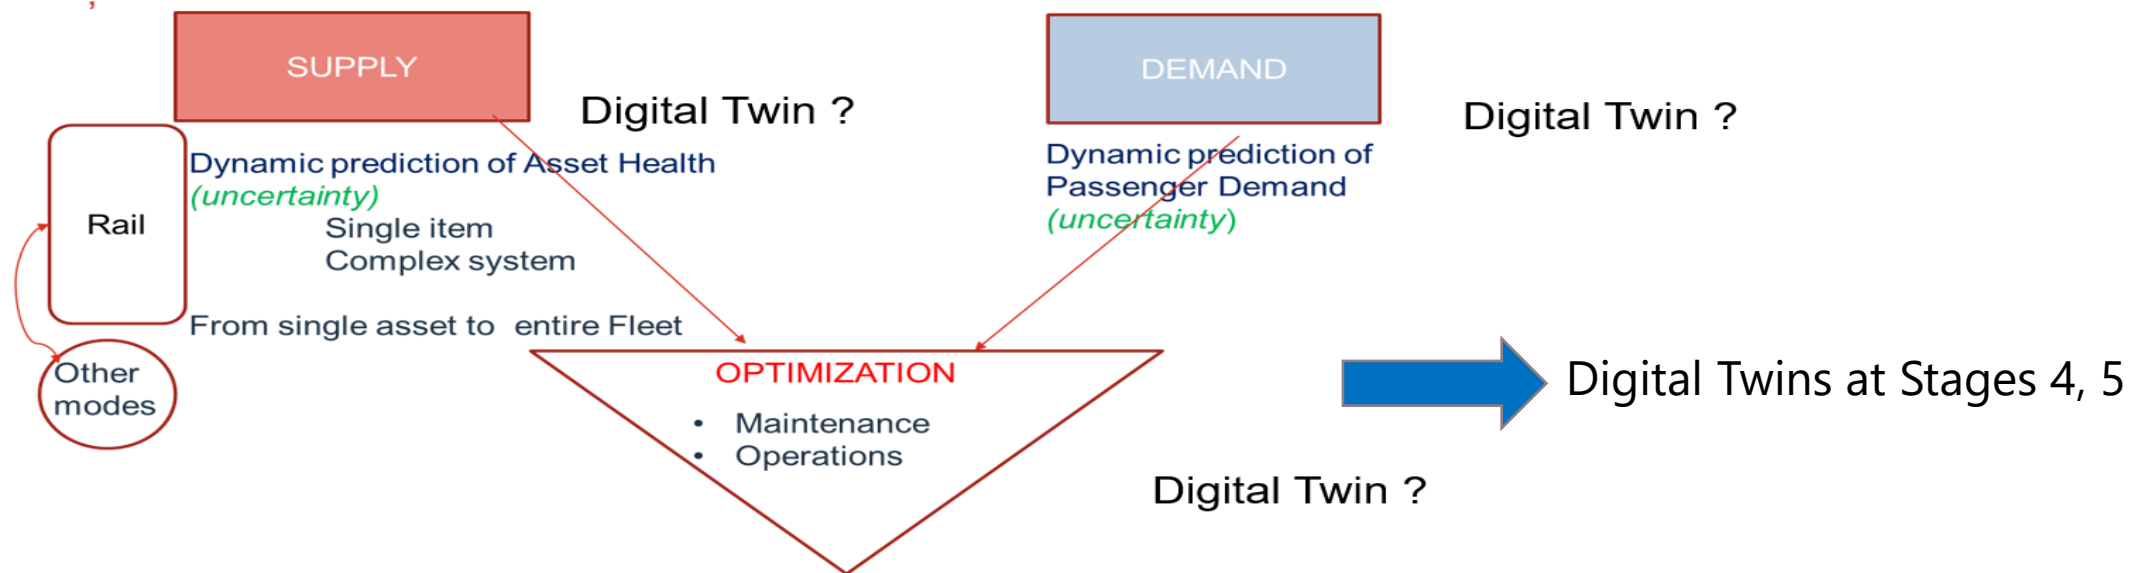 SUPPLY
Digital Twin ?
DEMAND
Digital Twin ?
Rail
Dynamic prediction of Asset Health
(uncertainty)
Single item
Complex system
From single asset to entire Fleet
Dynamic prediction of
Passenger Demand
(uncertainty)
Other
modes
OPTIMIZATION
• Maintenance
• Operations
Digital Twin ?
Digital Twins at Stages 4, 5